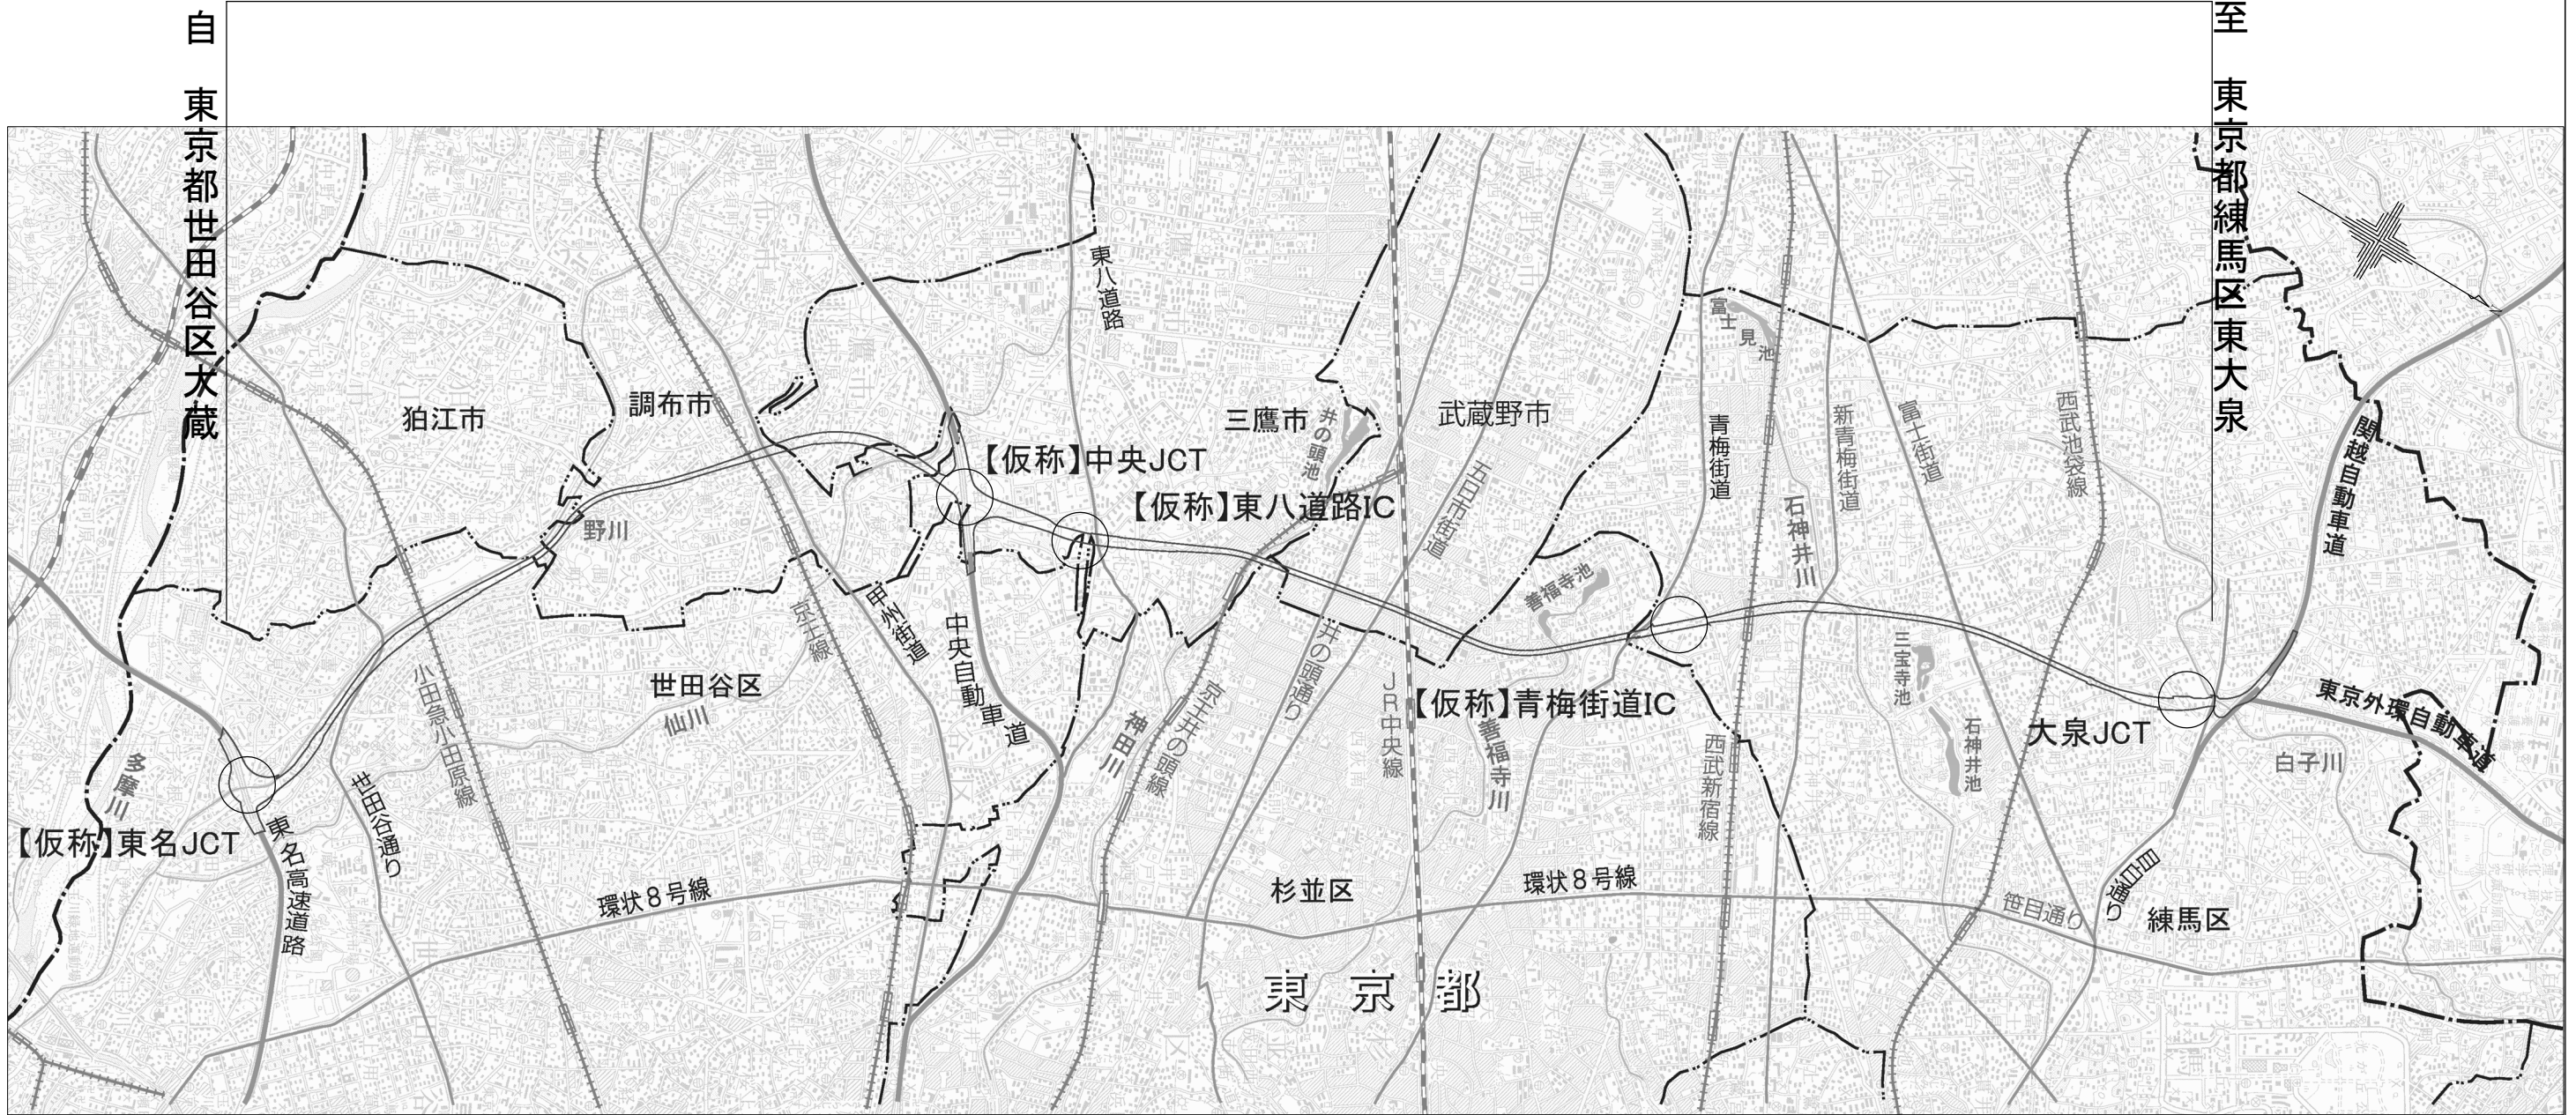 自　東京都世田谷区大蔵
至　東京都練馬区東大泉
東八道路
富士見池
狛江市
調布市
三鷹市
井の頭池
武蔵野市
青梅街道
新青梅街道
富士街道
西武池袋線
関越自動車道
【仮称】中央JCT
【仮称】東八道路IC
五日市街道
石神井川
野川
善福寺池
京王線
甲州街道
中央自動車道
三宝寺池
世田谷区
仙川
小田急小田原線
井の頭通り
JR中央線
【仮称】青梅街道IC
東京外環自動車道
神田川
京王井の頭線
善福寺川
西武新宿線
石神井池
大泉JCT
白子川
多摩川
世田谷通り
【仮称】東名JCT
東名高速道路
環状８号線
杉並区
環状８号線
目白通り
笹目通り
練馬区
東京都